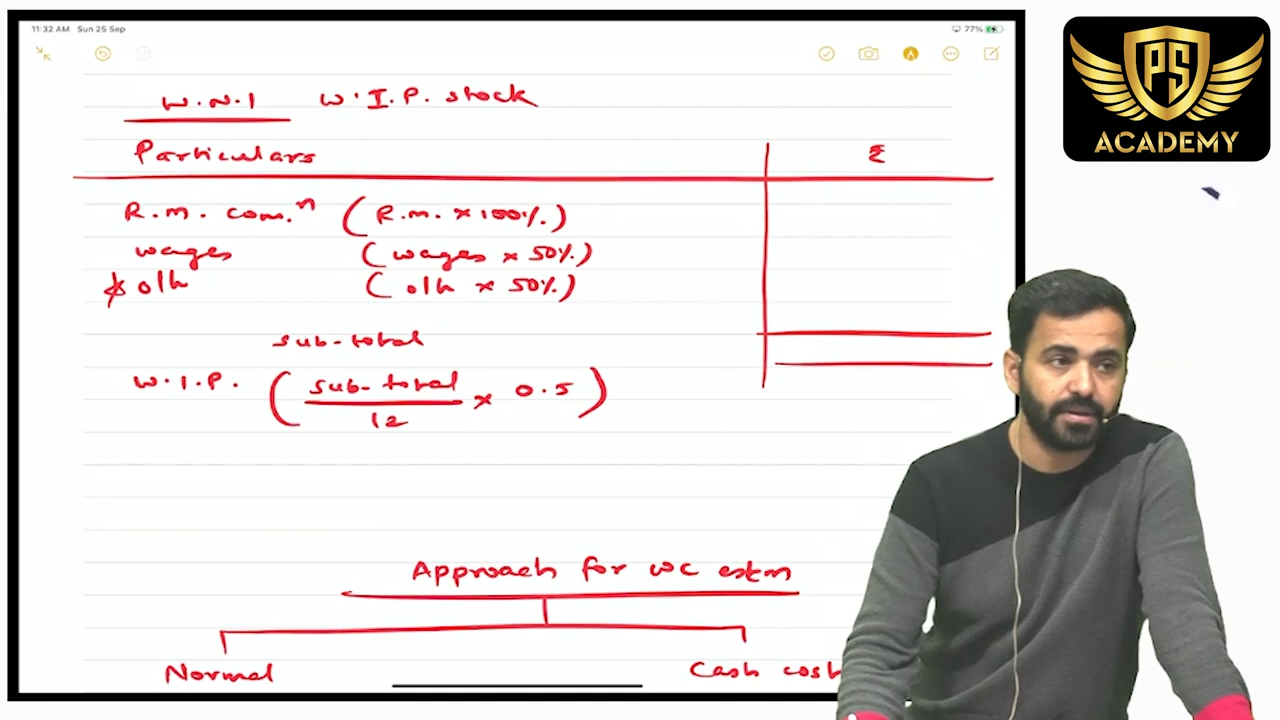 11:32 AM Sun 25 Sep
77%
PS
ACADEMY
W.N.1 W.I.P. stock
Particulars ₹
R.m. com.n (R.m. × 100%.)
wages (wages × 50%.)
* o/h (o/h × 50%.)
sub-total
W.I.P. (sub-total / 12 × 0.5)
Approach for WC estm
Normal Cash cost